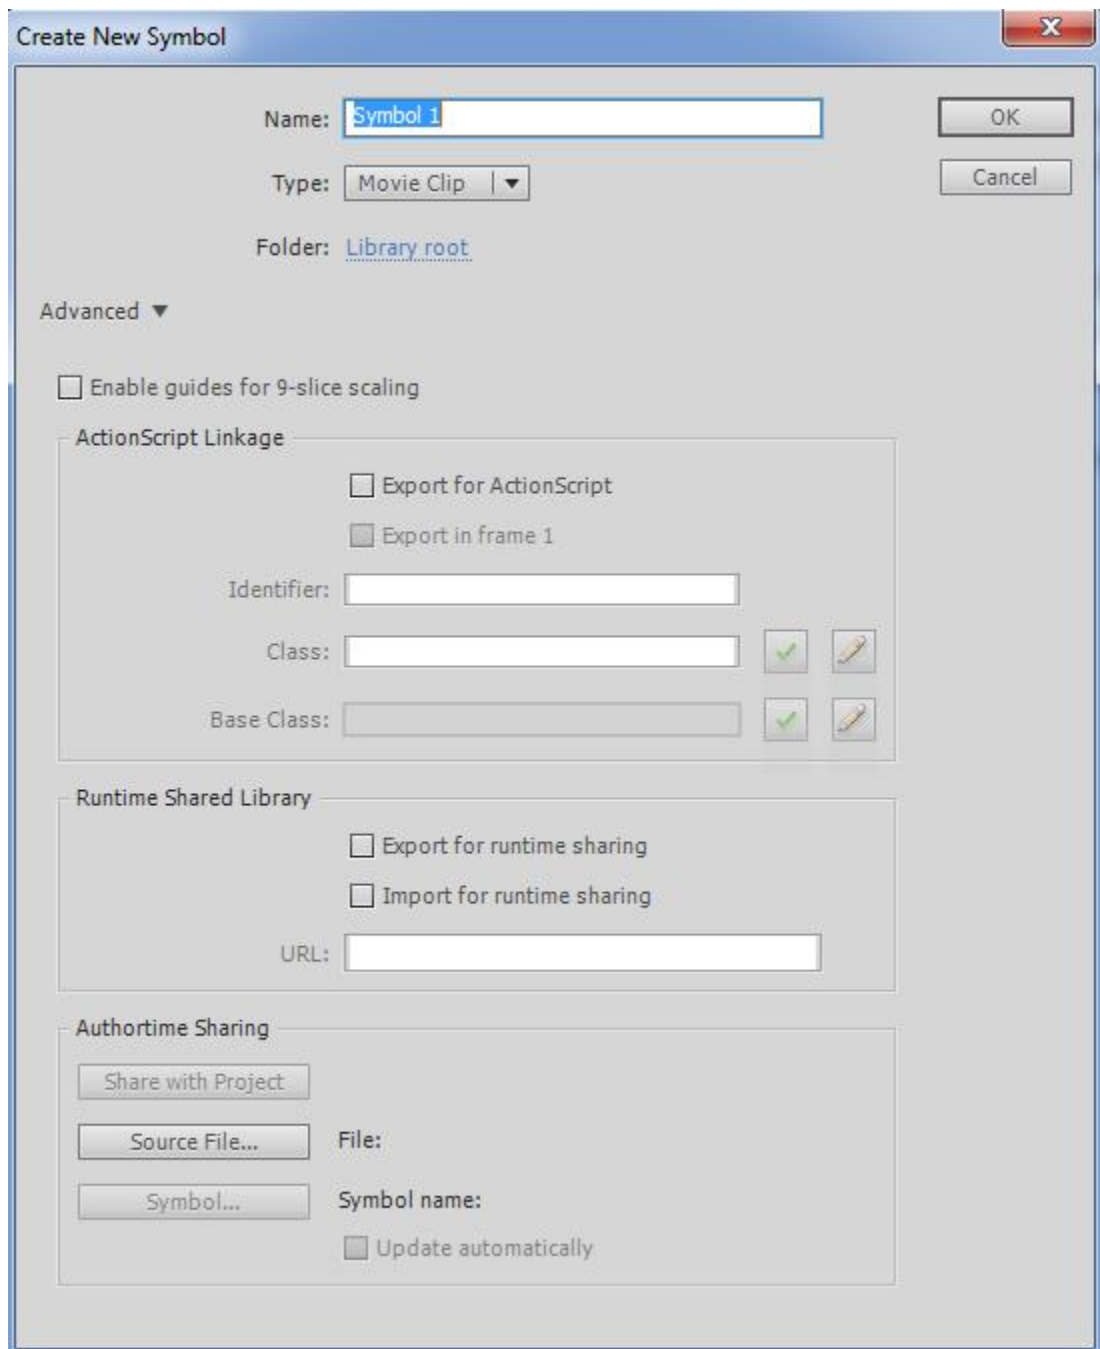 Create New Symbol
Name: Symbol 1 OK
Type: Movie Clip Cancel
Folder: Library root
Advanced
Enable guides for 9-slice scaling
ActionScript Linkage
Export for ActionScript
Export in frame 1
Identifier:
Class:
Base Class:
Runtime Shared Library
Export for runtime sharing
Import for runtime sharing
URL:
Authortime Sharing
Share with Project
Source File... File:
Symbol... Symbol name:
Update automatically